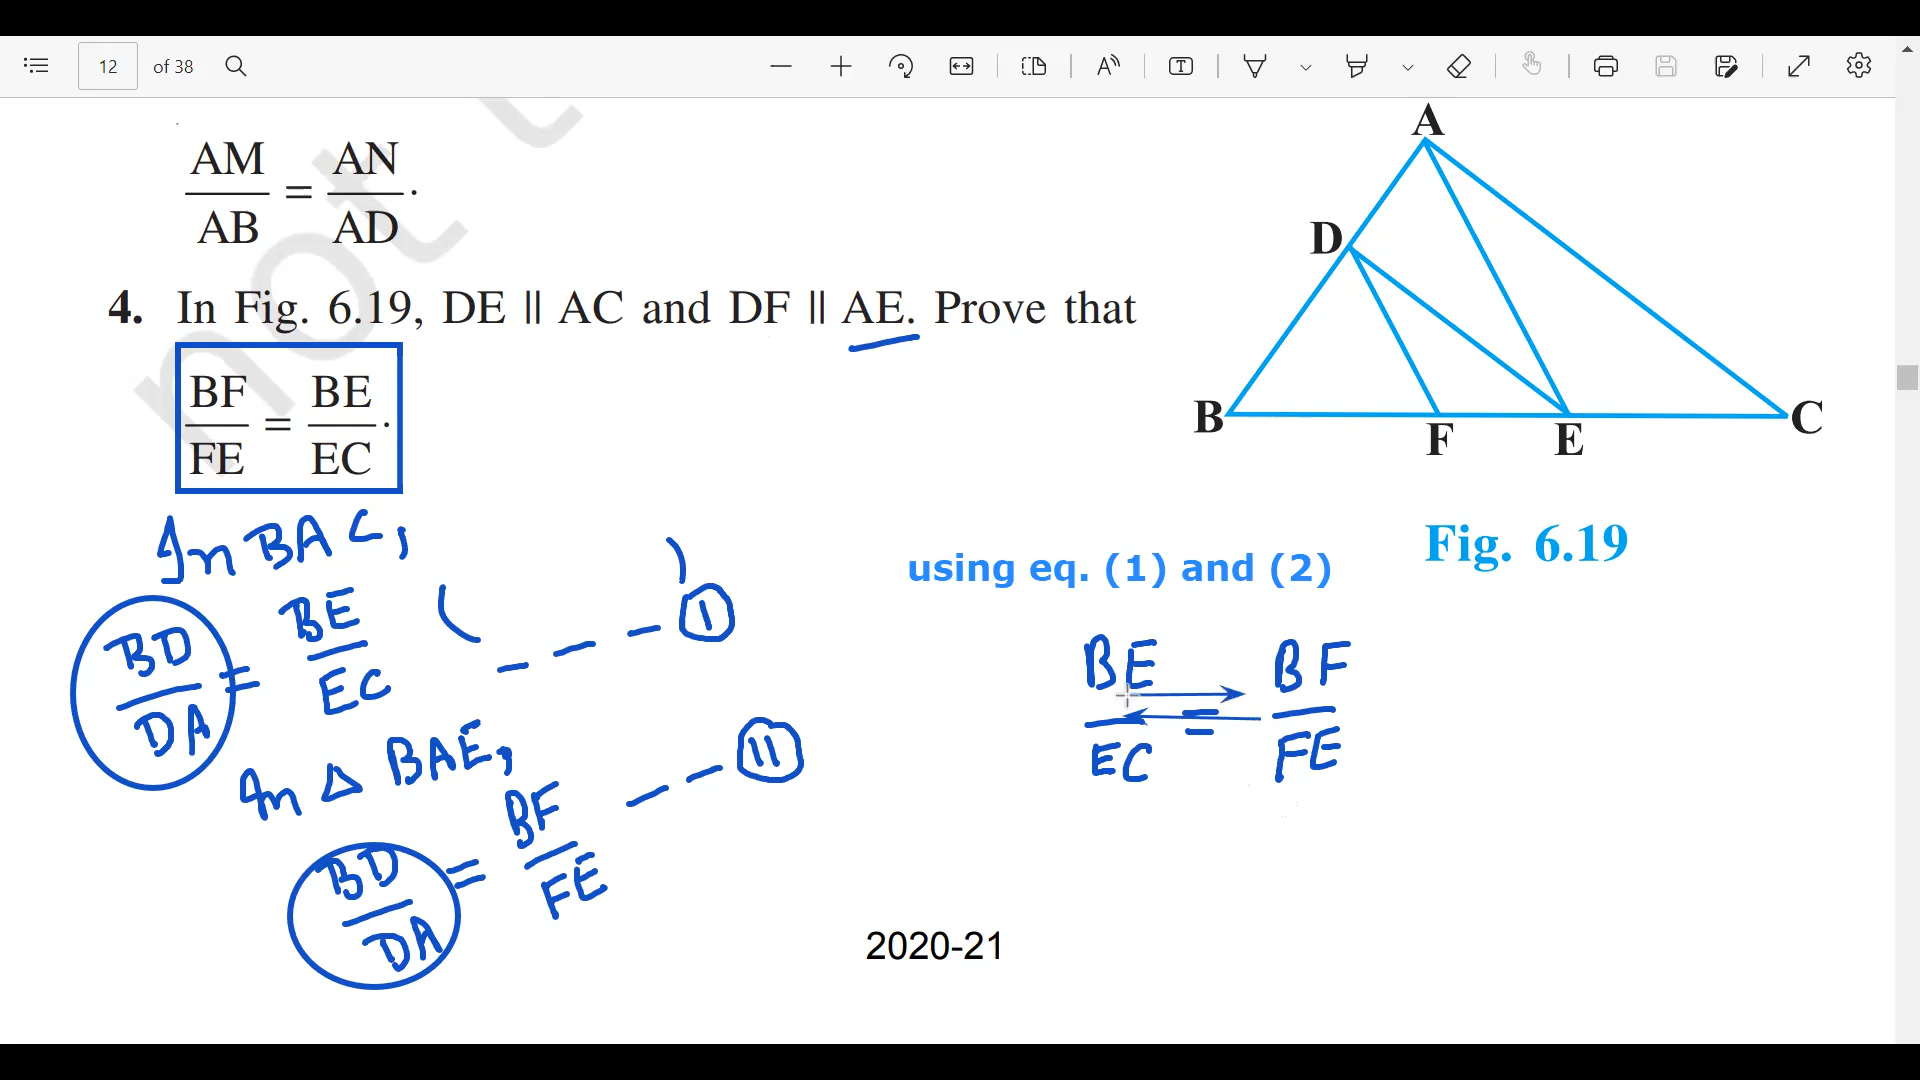 12 of 38
AM/AB = AN/AD.
4. In Fig. 6.19, DE || AC and DF || AE. Prove that
BF/FE = BE/EC.
In BAC,
BD/DA = BE/EC ( ) --- I
In △ BAE,
BD/DA = BF/FE -- II
using eq. (1) and (2)
BE/EC = BF/FE
A
D
B
F
E
C
Fig. 6.19
2020-21
not t